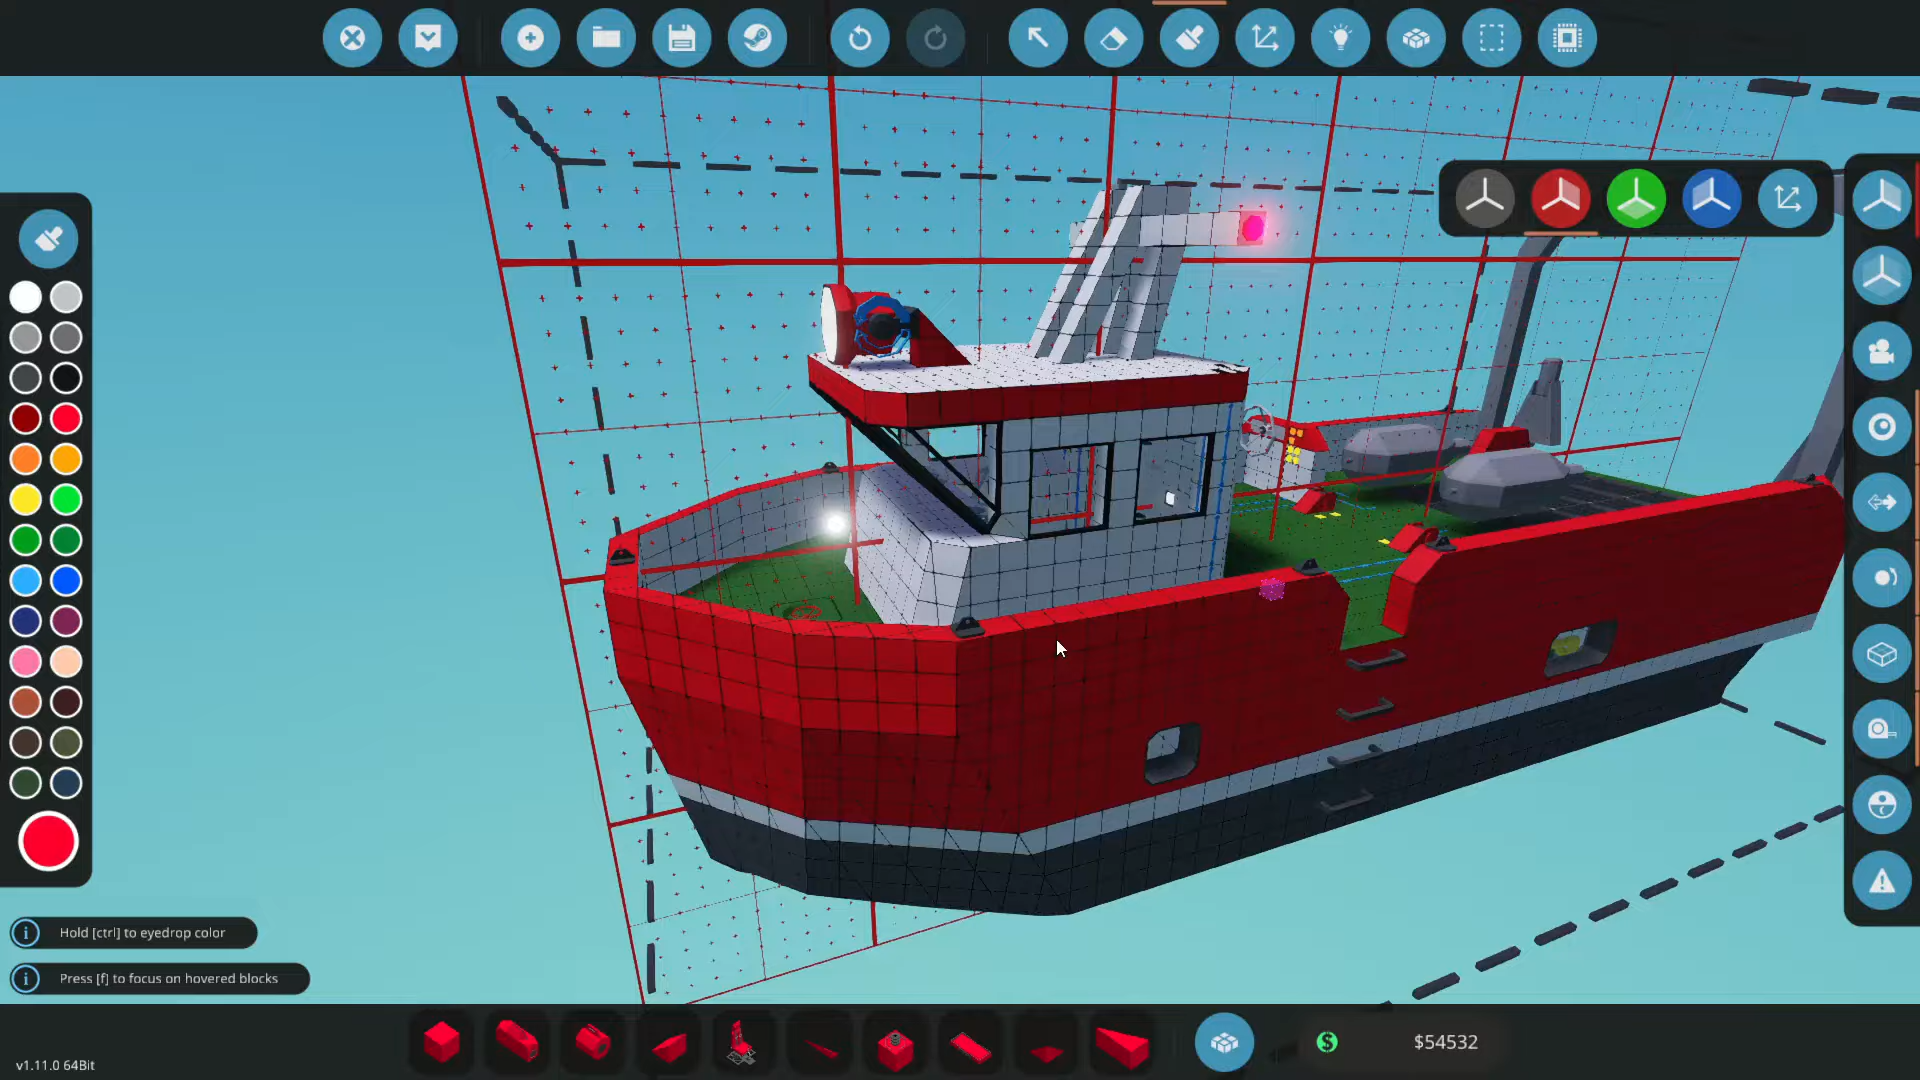 Hold [ctrl] to eyedrop color
Press [f] to focus on hovered blocks
v1.11.0 64Bit
$54532